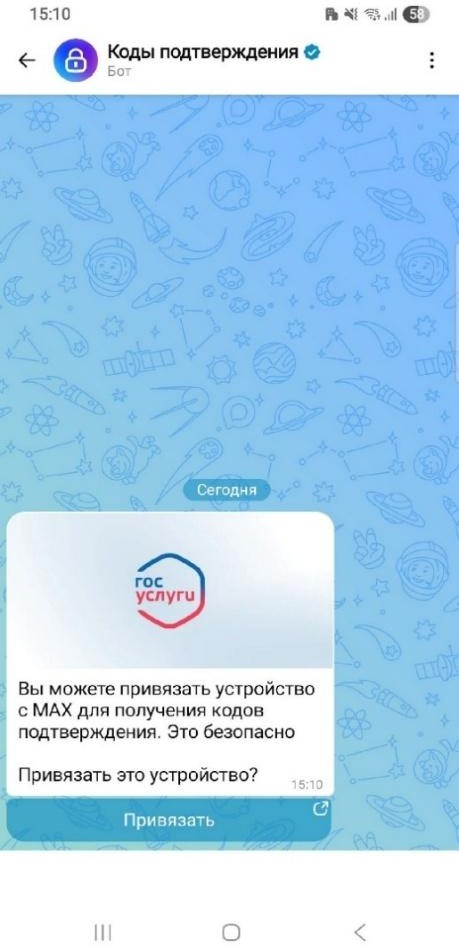 15:10
58
Коды подтверждения
Бот
Сегодня
гос
услуги
Вы можете привязать устройство
с MAX для получения кодов
подтверждения. Это безопасно
Привязать это устройство?
15:10
Привязать